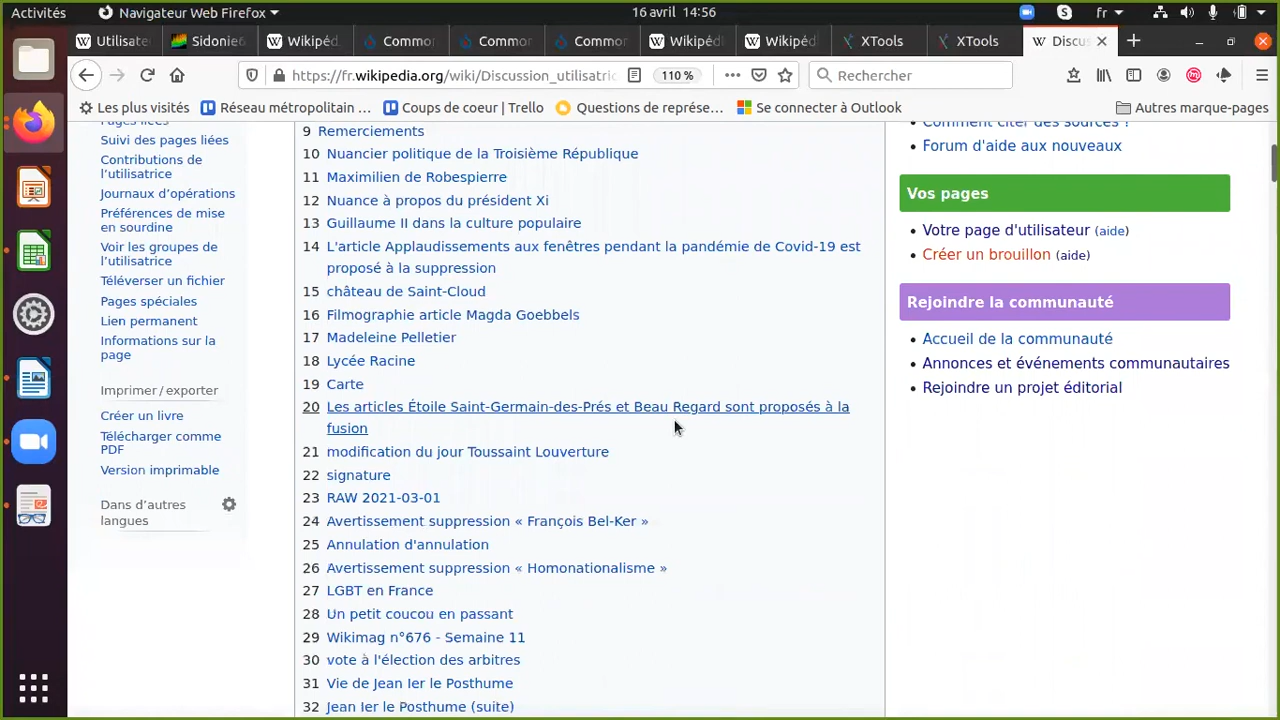 Activités
Navigateur Web Firefox
16 avril 14:56
fr
Utilisate
Sidonie6
Wikipéd
Commo
Commo
Commo
Wikipéd
Wikipéd
XTools
XTools
Discus
https://fr.wikipedia.org/wiki/Discussion_utilisatric
110 %
Rechercher
Les plus visités
Réseau métropolitain ...
Coups de coeur | Trello
Questions de représe...
Se connecter à Outlook
Autres marque-pages
Pages liées
Suivi des pages liées
Contributions de
l'utilisatrice
Journaux d'opérations
Préférences de mise
en sourdine
Voir les groupes de
l'utilisatrice
Téléverser un fichier
Pages spéciales
Lien permanent
Informations sur la
page
Imprimer / exporter
Créer un livre
Télécharger comme
PDF
Version imprimable
Dans d'autres
langues
9 Remerciements
10 Nuancier politique de la Troisième République
11 Maximilien de Robespierre
12 Nuance à propos du président Xi
13 Guillaume II dans la culture populaire
14 L'article Applaudissements aux fenêtres pendant la pandémie de Covid-19 est
proposé à la suppression
15 château de Saint-Cloud
16 Filmographie article Magda Goebbels
17 Madeleine Pelletier
18 Lycée Racine
19 Carte
20 Les articles Étoile Saint-Germain-des-Prés et Beau Regard sont proposés à la
fusion
21 modification du jour Toussaint Louverture
22 signature
23 RAW 2021-03-01
24 Avertissement suppression « François Bel-Ker »
25 Annulation d'annulation
26 Avertissement suppression « Homonationalisme »
27 LGBT en France
28 Un petit coucou en passant
29 Wikimag n°676 - Semaine 11
30 vote à l'élection des arbitres
31 Vie de Jean Ier le Posthume
32 Jean Ier le Posthume (suite)
Comment citer des sources ?
Forum d'aide aux nouveaux
Vos pages
Votre page d'utilisateur (aide)
Créer un brouillon (aide)
Rejoindre la communauté
Accueil de la communauté
Annonces et événements communautaires
Rejoindre un projet éditorial